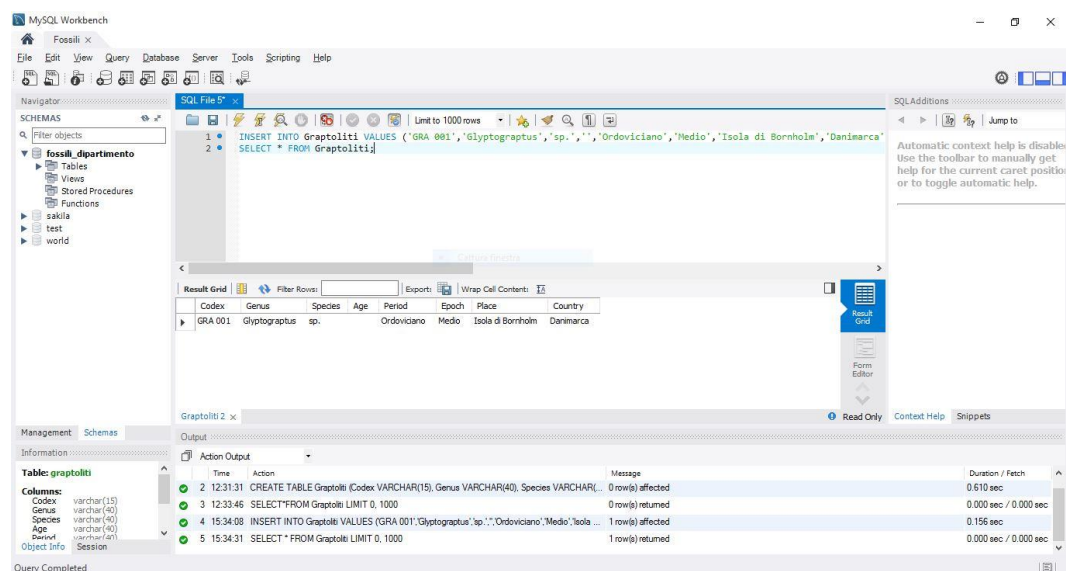 MySQL Workbench
Fossili ×
File Edit View Query Database Server Tools Scripting Help
Navigator
SCHEMAS
Filter objects
fossili_dipartimento
Tables
Views
Stored Procedures
Functions
sakila
test
world
Management Schemas
Information
Table: graptoliti
Columns:
Codex varchar(15)
Genus varchar(40)
Species varchar(40)
Age varchar(40)
Period varchar(40)
Object Info Session
SQL File 5* ×
Limit to 1000 rows
1 INSERT INTO Graptoliti VALUES ('GRA 001','Glyptograptus','sp.','','Ordoviciano','Medio','Isola di Bornholm','Danimarca'
2 SELECT * FROM Graptoliti;
Result Grid Filter Rows: Export: Wrap Cell Content:
Codex Genus Species Age Period Epoch Place Country
GRA 001 Glyptograptus sp. Ordoviciano Medio Isola di Bornholm Danimarca
Result Grid
Form Editor
Graptoliti 2 × Read Only
SQLAdditions
Jump to
Automatic context help is disable
Use the toolbar to manually get
help for the current caret positio
or to toggle automatic help.
Context Help Snippets
Output
Action Output
Time Action Message Duration / Fetch
2 12:31:31 CREATE TABLE Graptoliti (Codex VARCHAR(15), Genus VARCHAR(40), Species VARCHAR(... 0 row(s) affected 0.610 sec
3 12:33:46 SELECT*FROM Graptoliti LIMIT 0, 1000 0 row(s) returned 0.000 sec / 0.000 sec
4 15:34:08 INSERT INTO Graptoliti VALUES ('GRA 001','Glyptograptus','sp.','','Ordoviciano','Medio','Isola ... 1 row(s) affected 0.156 sec
5 15:34:31 SELECT * FROM Graptoliti LIMIT 0, 1000 1 row(s) returned 0.000 sec / 0.000 sec
Query Completed